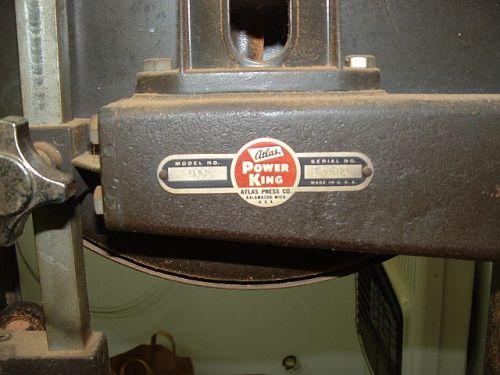 MODEL NO.
Atlas
POWER
KING
ATLAS PRESS CO.
KALAMAZOO, MICH.
U.S.A.
SERIAL NO.
MADE IN U.S.A.